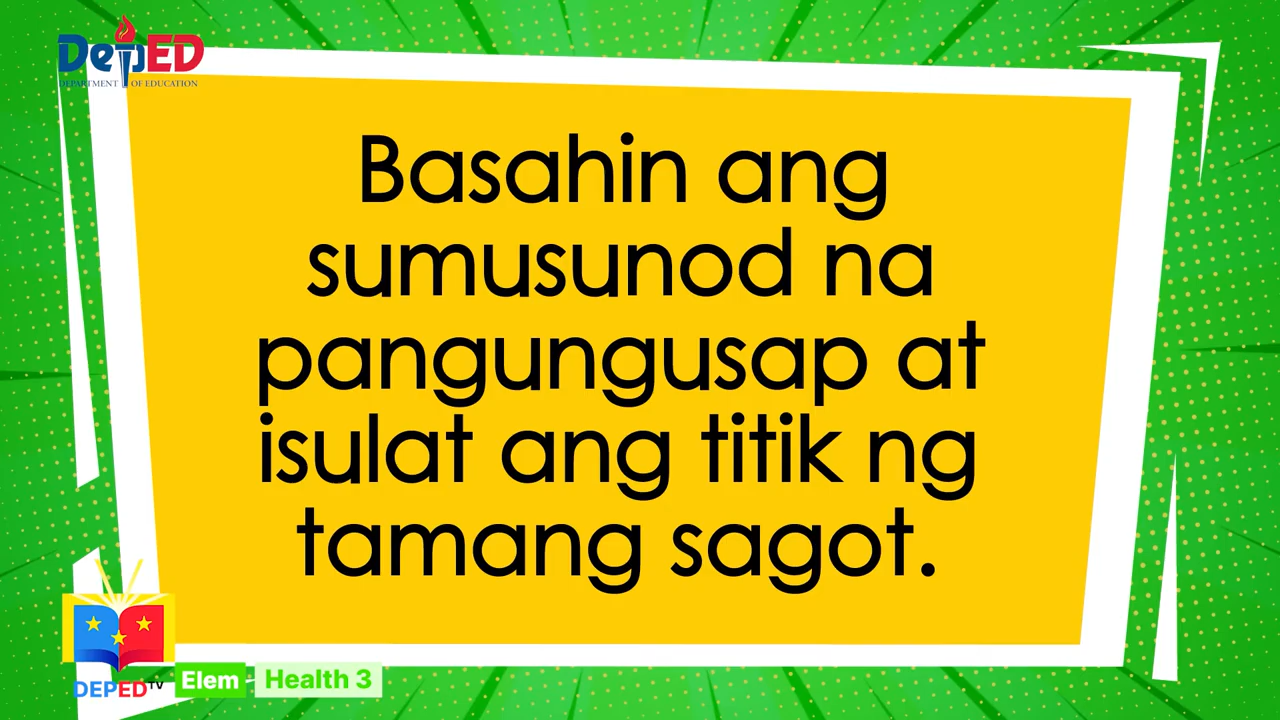 DepED
DEPARTMENT OF EDUCATION
Basahin ang
sumusunod na
pangungusap at
isulat ang titik ng
tamang sagot.
DEPED TV
Elem
Health 3